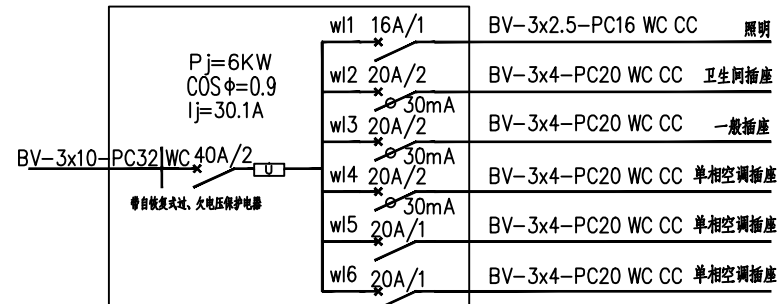 wl1 16A/1 BV-3x2.5-PC16 WC CC 照明
Pj=6KW
COSΦ=0.9
Ij=30.1A
wl2 20A/2 BV-3x4-PC20 WC CC 卫生间插座
30mA
wl3 20A/2 BV-3x4-PC20 WC CC 一般插座
30mA
BV-3x10-PC32 WC 40A/2 U
带自恢复式过、欠电压保护电器
wl4 20A/2 BV-3x4-PC20 WC CC 单相空调插座
30mA
wl5 20A/1 BV-3x4-PC20 WC CC 单相空调插座
wl6 20A/1 BV-3x4-PC20 WC CC 单相空调插座